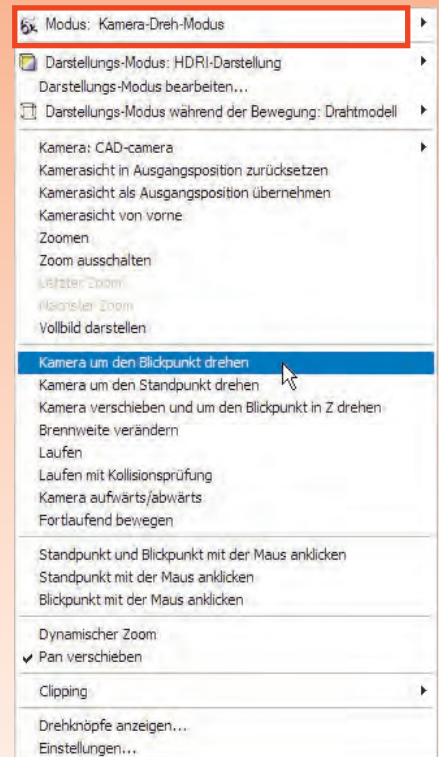 Modus: Kamera-Dreh-Modus
Darstellungs-Modus: HDRI-Darstellung
Darstellungs-Modus bearbeiten...
Darstellungs-Modus während der Bewegung: Drahtmodell
Kamera: CAD-camera
Kamerasicht in Ausgangsposition zurücksetzen
Kamerasicht als Ausgangsposition übernehmen
Kamerasicht von vorne
Zoomen
Zoom ausschalten
Letzter Zoom
Nächster Zoom
Vollbild darstellen
Kamera um den Blickpunkt drehen
Kamera um den Standpunkt drehen
Kamera verschieben und um den Blickpunkt in Z drehen
Brennweite verändern
Laufen
Laufen mit Kollisionsprüfung
Kamera aufwärts/abwärts
Fortlaufend bewegen
Standpunkt und Blickpunkt mit der Maus anklicken
Standpunkt mit der Maus anklicken
Blickpunkt mit der Maus anklicken
Dynamischer Zoom
Pan verschieben
Clipping
Drehknöpfe anzeigen...
Einstellungen...